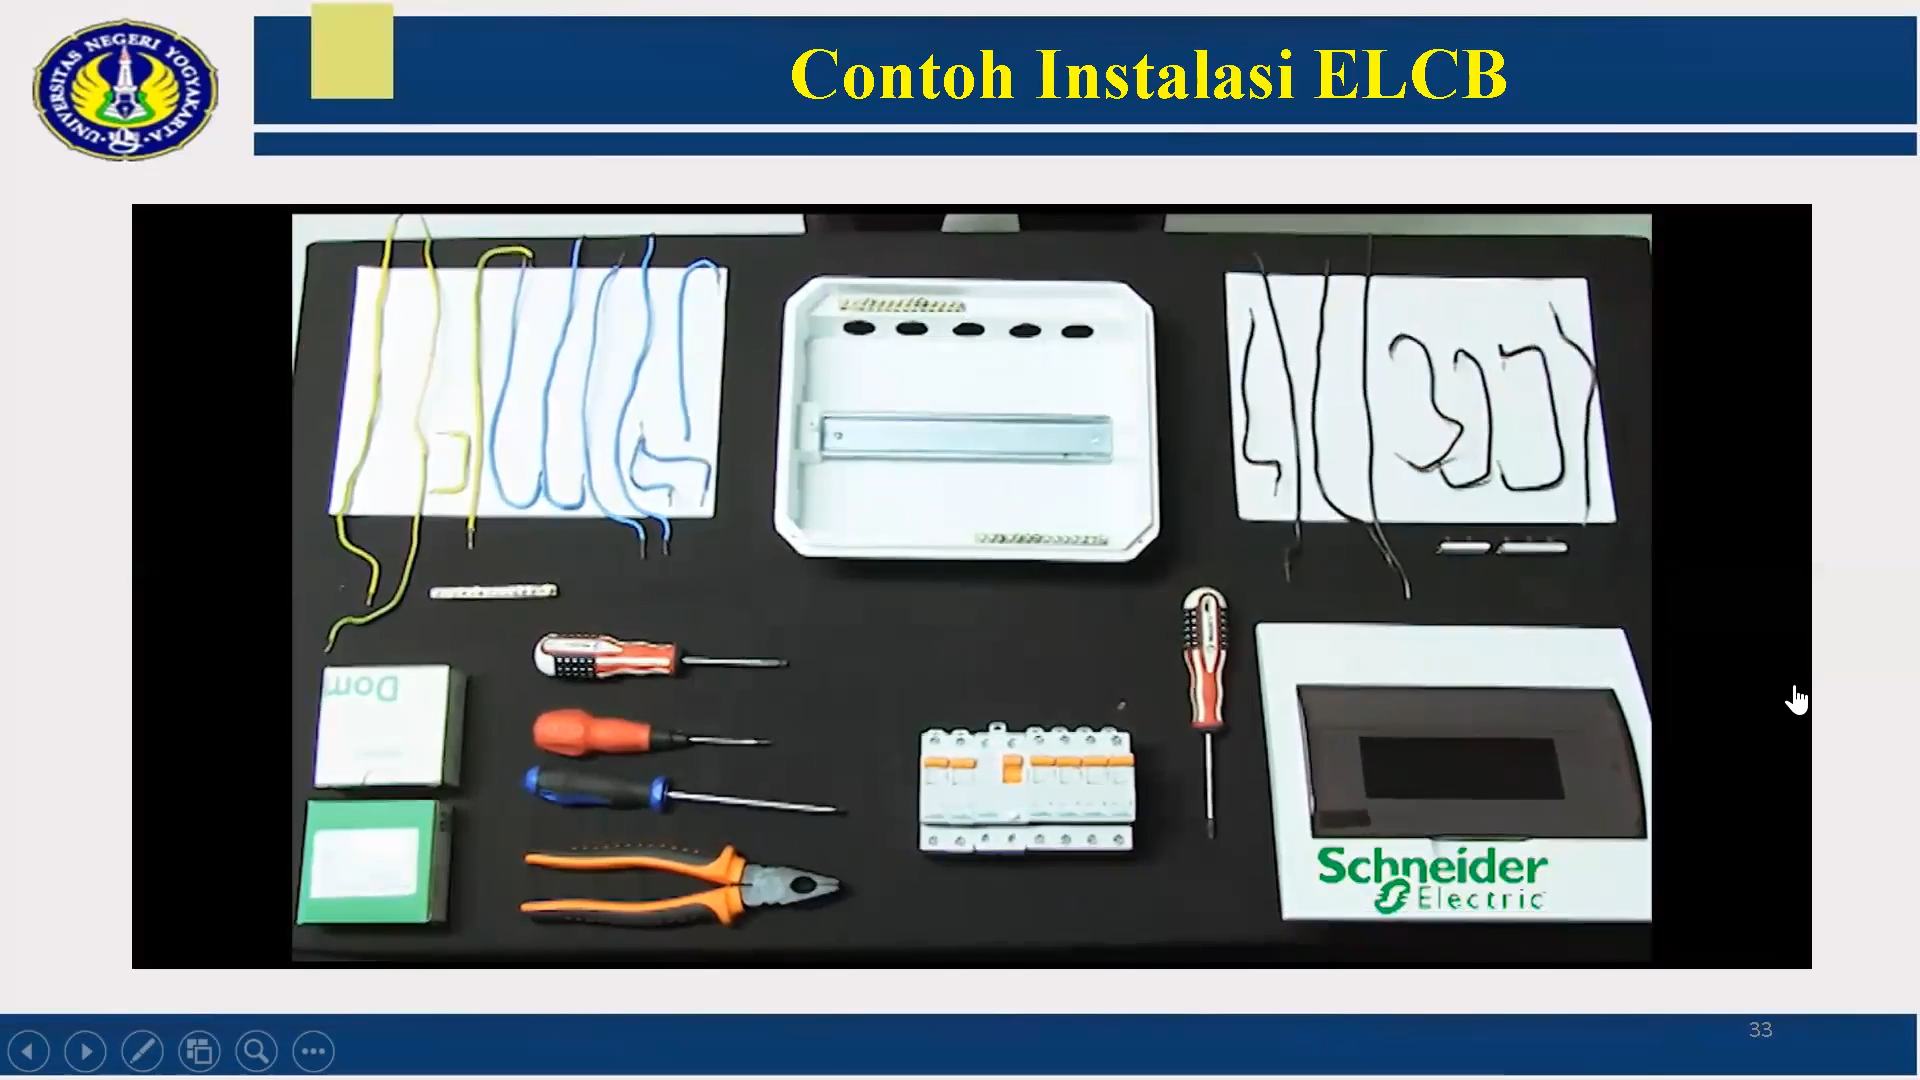 UNIVERSITAS NEGERI YOGYAKARTA
Contoh Instalasi ELCB
Dom
Schneider
Electric
33